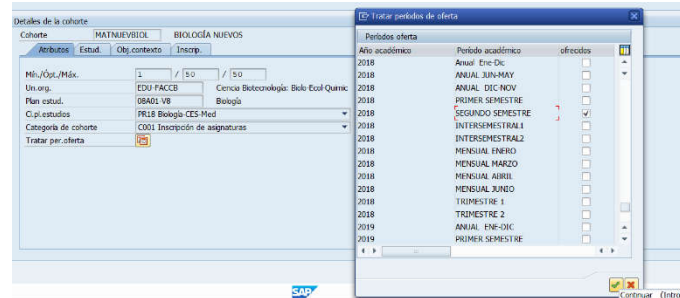 Detalles de la cohorte
Cohorte MATNUEVBIOL BIOLOGÍA NUEVOS
Atributos Estud. Obj.contexto Inscrip.
Mín./Ópt./Máx. 1 / 50 / 50
Un.org. EDU-FACCB Ciencia Biotecnología: Biolo-Ecol-Quimic
Plan estud. 08A01-V8 Biología
Cl.pl.estudios PR18 Biología-CES-Med
Categoría de cohorte C001 Inscripción de asignaturas
Tratar per.oferta
Tratar períodos de oferta
Períodos oferta
Año académico Período académico ofrecidos
2018 Anual Ene-Dic
2018 ANUAL JUN-MAY
2018 ANUAL DIC-NOV
2018 PRIMER SEMESTRE
2018 SEGUNDO SEMESTRE
2018 INTERSEMESTRAL1
2018 INTERSEMESTRAL2
2018 MENSUAL ENERO
2018 MENSUAL MARZO
2018 MENSUAL ABRIL
2018 MENSUAL JUNIO
2018 TRIMESTRE 1
2018 TRIMESTRE 2
2019 ANUAL ENE-DIC
2019 PRIMER SEMESTRE
SAP
Continuar (Intro